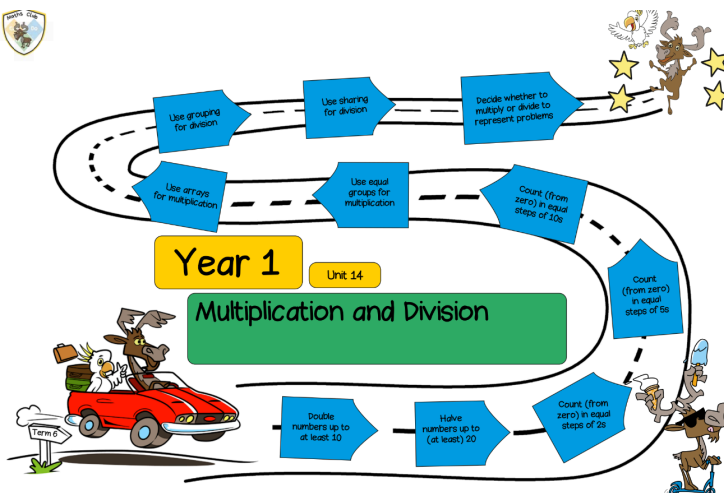 Maths Club
Use grouping
for division
Use sharing
for division
Decide whether to
multiply or divide to
represent problems
Use arrays
for multiplication
Use equal
groups for
multiplication
Count (from
zero) in equal
steps of 10s
Year 1
Unit 14
Count
(from zero)
in equal
steps of 5s
Multiplication and Division
Term 6
Double
numbers up to
at least 10
Halve
numbers up to
(at least) 20
Count (from
zero) in equal
steps of 2s